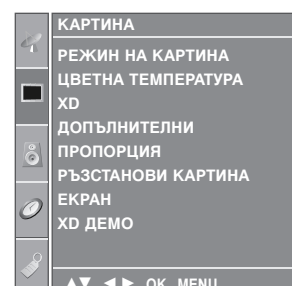 КАРТИНА
РЕЖИН НА КАРТИНА
ЦВЕТНА ТЕМПЕРАТУРА
XD
ДОПЪЛНИТЕЛНИ
ПРОПОРЦИЯ
РЪЗСТАНОВИ КАРТИНА
ЕКРАН
XD ДЕМО
▲▼ ◄► OK MENU